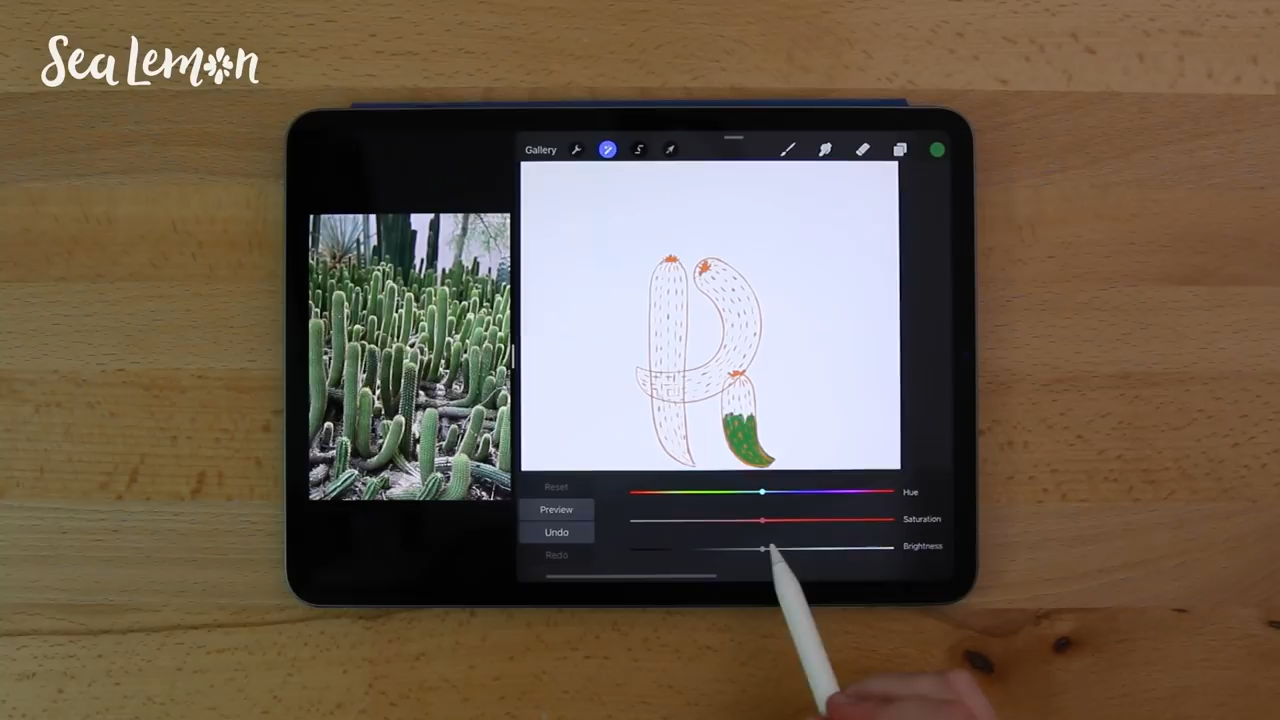 Sea Lemon
Gallery
Reset
Preview
Undo
Redo
Hue
Saturation
Brightness